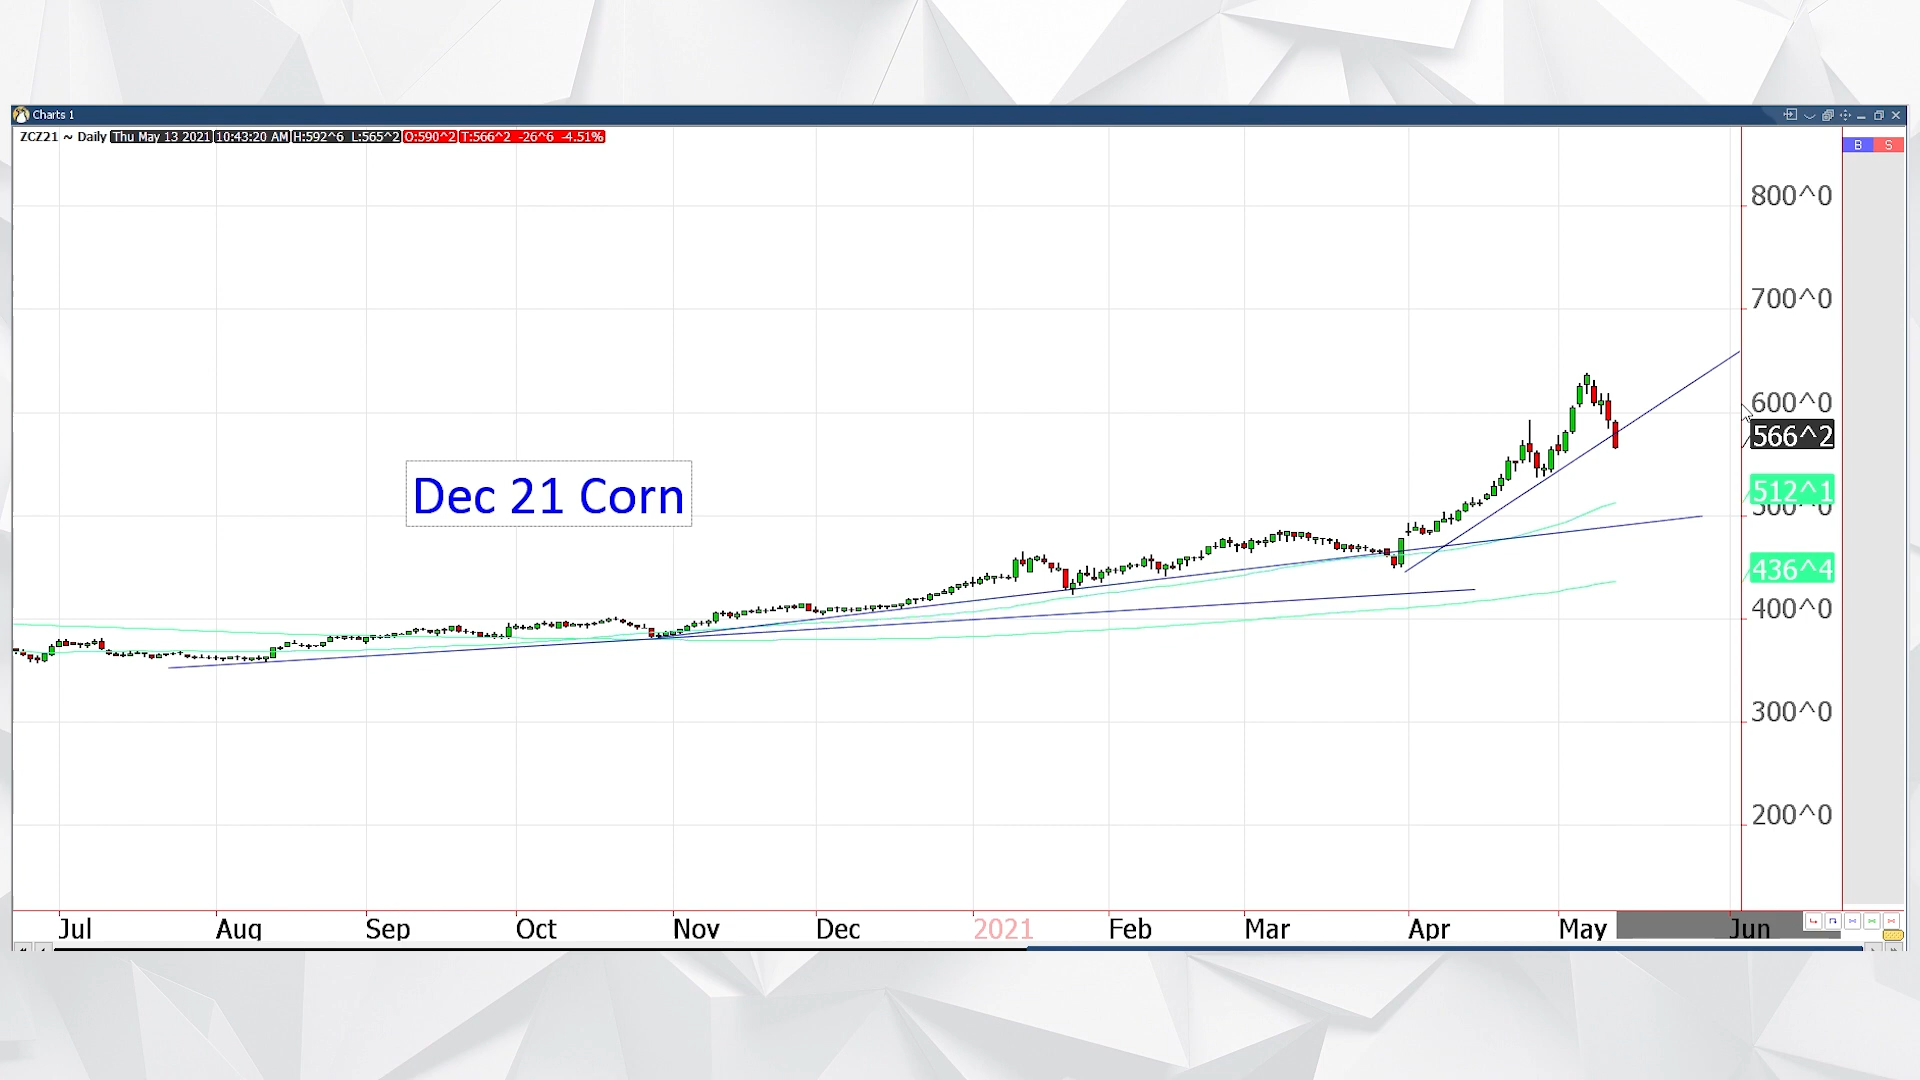 Charts 1
ZCZ21 ~ Daily Thu May 13 2021 10:43:20 AM H:592^6 L:565^2 O:590^2 T:566^2 -26^6 -4.51%
B S
800^0
700^0
600^0
566^2
Dec 21 Corn
512^1
500^0
436^4
400^0
300^0
200^0
Jul Aug Sep Oct Nov Dec 2021 Feb Mar Apr May Jun